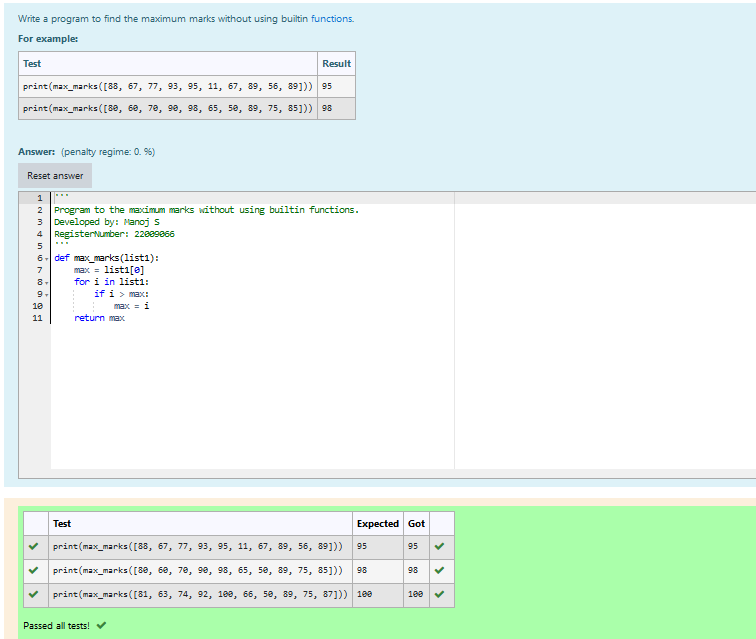 Write a program to find the maximum marks without using builtin functions.
For example:
Test Result
print(max_marks([88, 67, 77, 93, 95, 11, 67, 89, 56, 89])) 95
print(max_marks([80, 60, 70, 90, 98, 65, 50, 89, 75, 85])) 98
Answer: (penalty regime: 0. %)
Reset answer
1 '''
2 Program to the maximum marks without using builtin functions.
3 Developed by: Manoj S
4 RegisterNumber: 22009066
5 '''
6 def max_marks(list1):
7 max = list1[0]
8 for i in list1:
9 if i > max:
10 max = i
11 return max
Test Expected Got
print(max_marks([88, 67, 77, 93, 95, 11, 67, 89, 56, 89])) 95 95
print(max_marks([80, 60, 70, 90, 98, 65, 50, 89, 75, 85])) 98 98
print(max_marks([81, 63, 74, 92, 100, 66, 50, 89, 75, 87])) 100 100
Passed all tests!